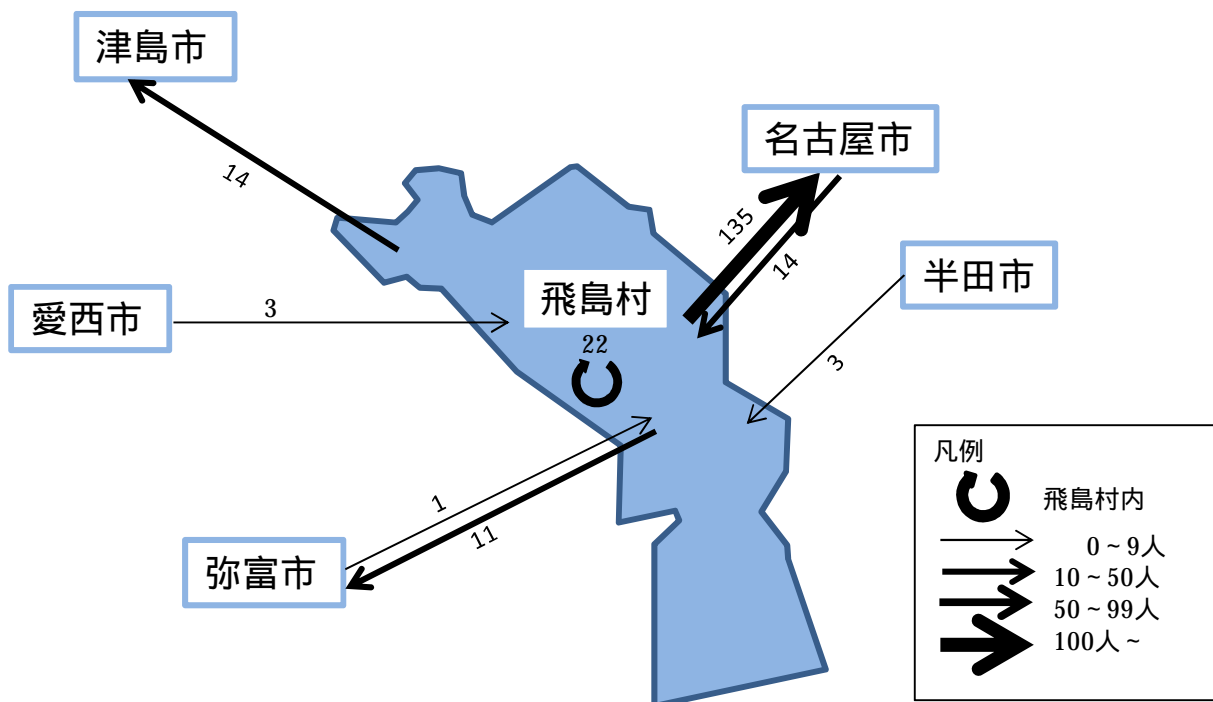 津島市
14
名古屋市
135
14
半田市
3
愛西市
3
飛島村
22
1
11
弥富市
凡例
飛島村内
0~9人
10~50人
50~99人
100人~